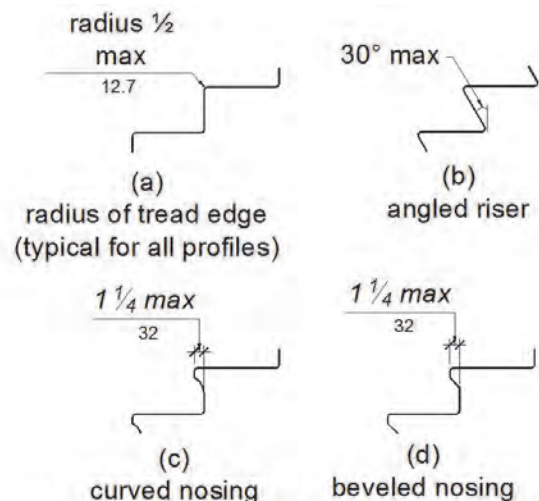 radius ½
max
12.7
(a)
radius of tread edge
(typical for all profiles)
30° max
(b)
angled riser
1 ¼ max
32
(c)
curved nosing
1 ¼ max
32
(d)
beveled nosing